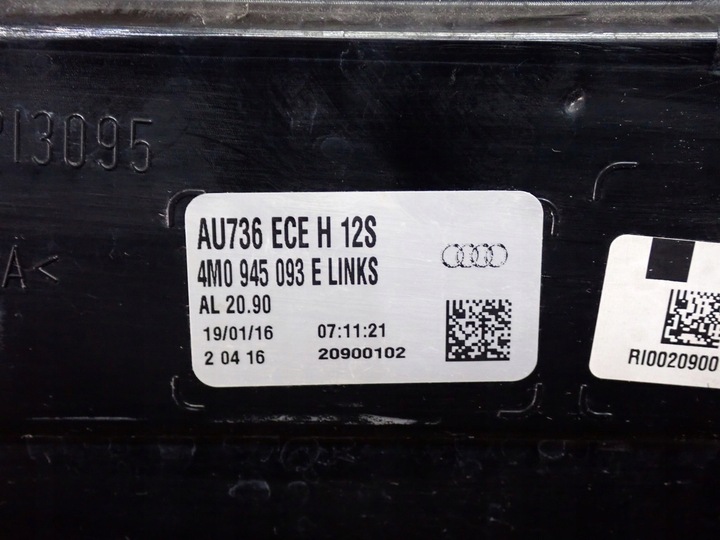 13095
A<
AU736 ECE H 12S
4M0 945 093 E LINKS
AL 20.90
19/01/16 07:11:21
2 04 16 20900102
RI0020900